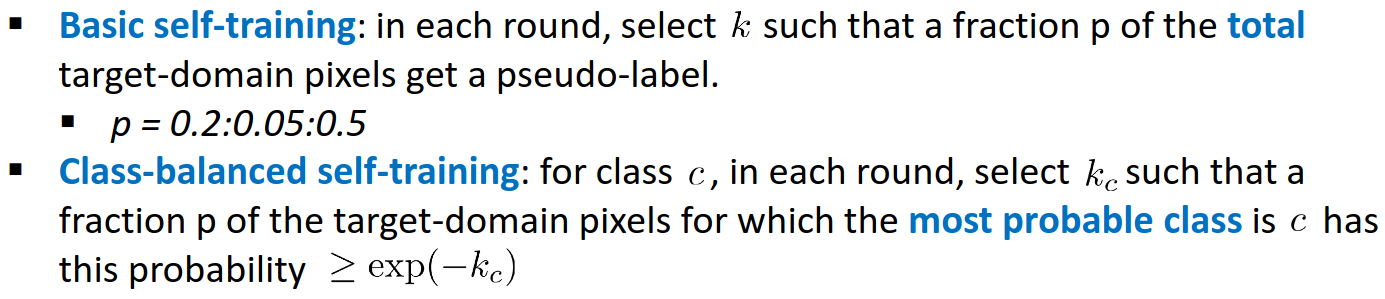 ▪ Basic self-training: in each round, select k such that a fraction p of the total
target-domain pixels get a pseudo-label.
▪ p = 0.2:0.05:0.5
▪ Class-balanced self-training: for class c, in each round, select k_c such that a
fraction p of the target-domain pixels for which the most probable class is c has
this probability ≥ exp(−k_c)